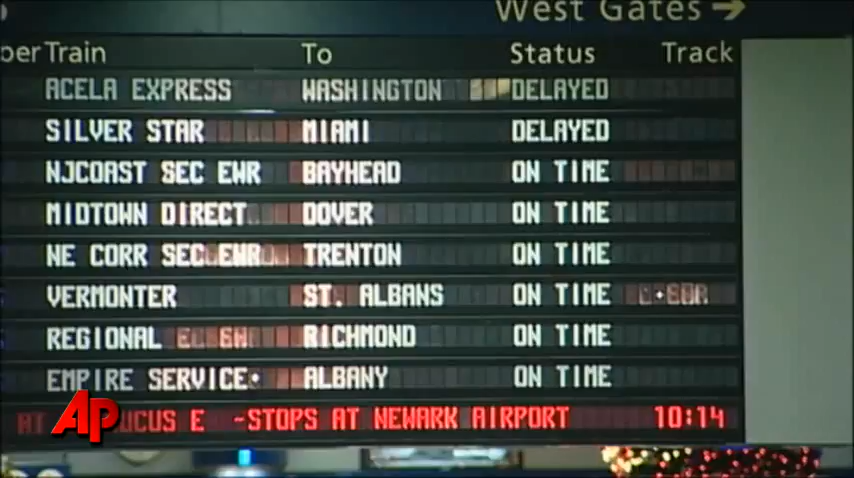 West Gates →
Train To Status Track
ACELA EXPRESS WASHINGTON DELAYED
SILVER STAR MIAMI DELAYED
NJCOAST SEC EWR BAYHEAD ON TIME
MIDTOWN DIRECT DOVER ON TIME
NE CORR SEC EWR TRENTON ON TIME
VERMONTER ST. ALBANS ON TIME
REGIONAL RICHMOND ON TIME
EMPIRE SERVICE• ALBANY ON TIME
AT AP E -STOPS AT NEWARK AIRPORT 10:14